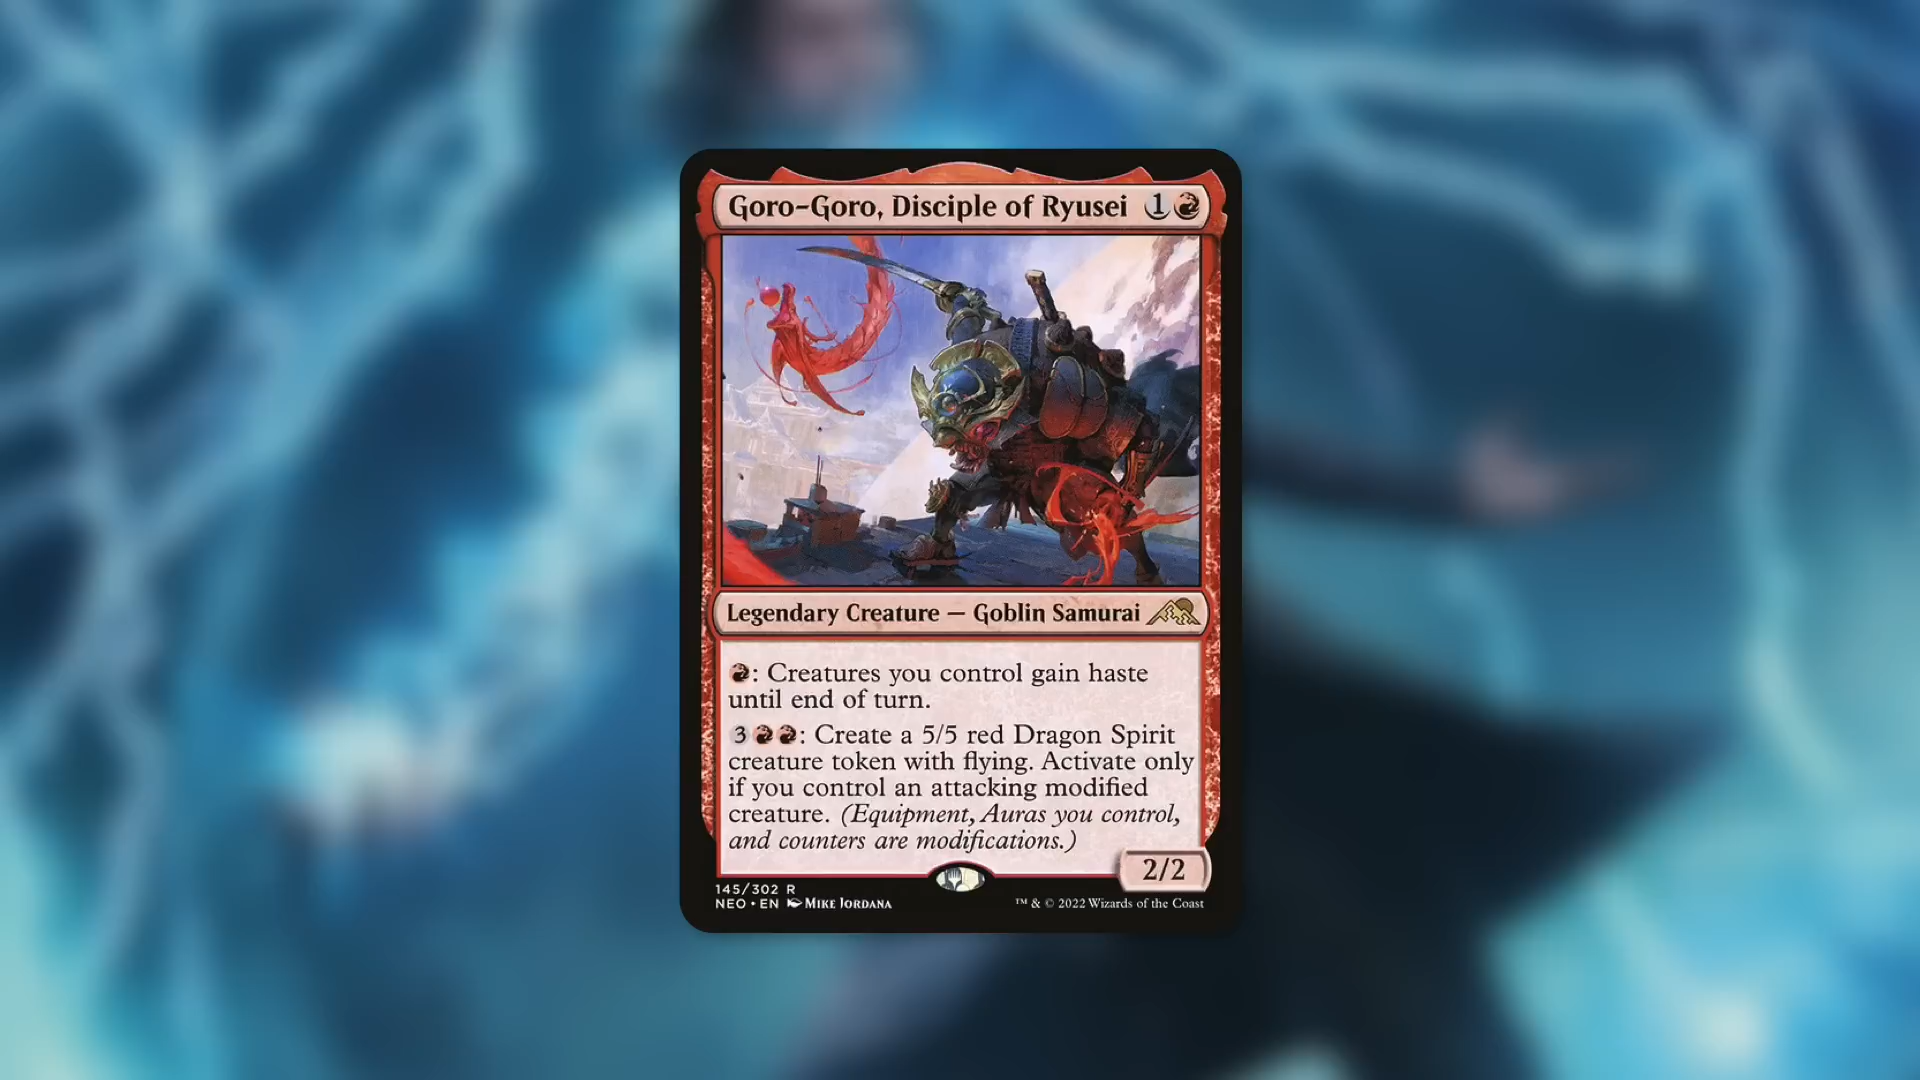 Goro-Goro, Disciple of Ryusei 1
Legendary Creature — Goblin Samurai
: Creatures you control gain haste
until end of turn.
3: Create a 5/5 red Dragon Spirit
creature token with flying. Activate only
if you control an attacking modified
creature. (Equipment, Auras you control,
and counters are modifications.)
2/2
145/302 R
NEO • EN Mike Jordana
™ & © 2022 Wizards of the Coast